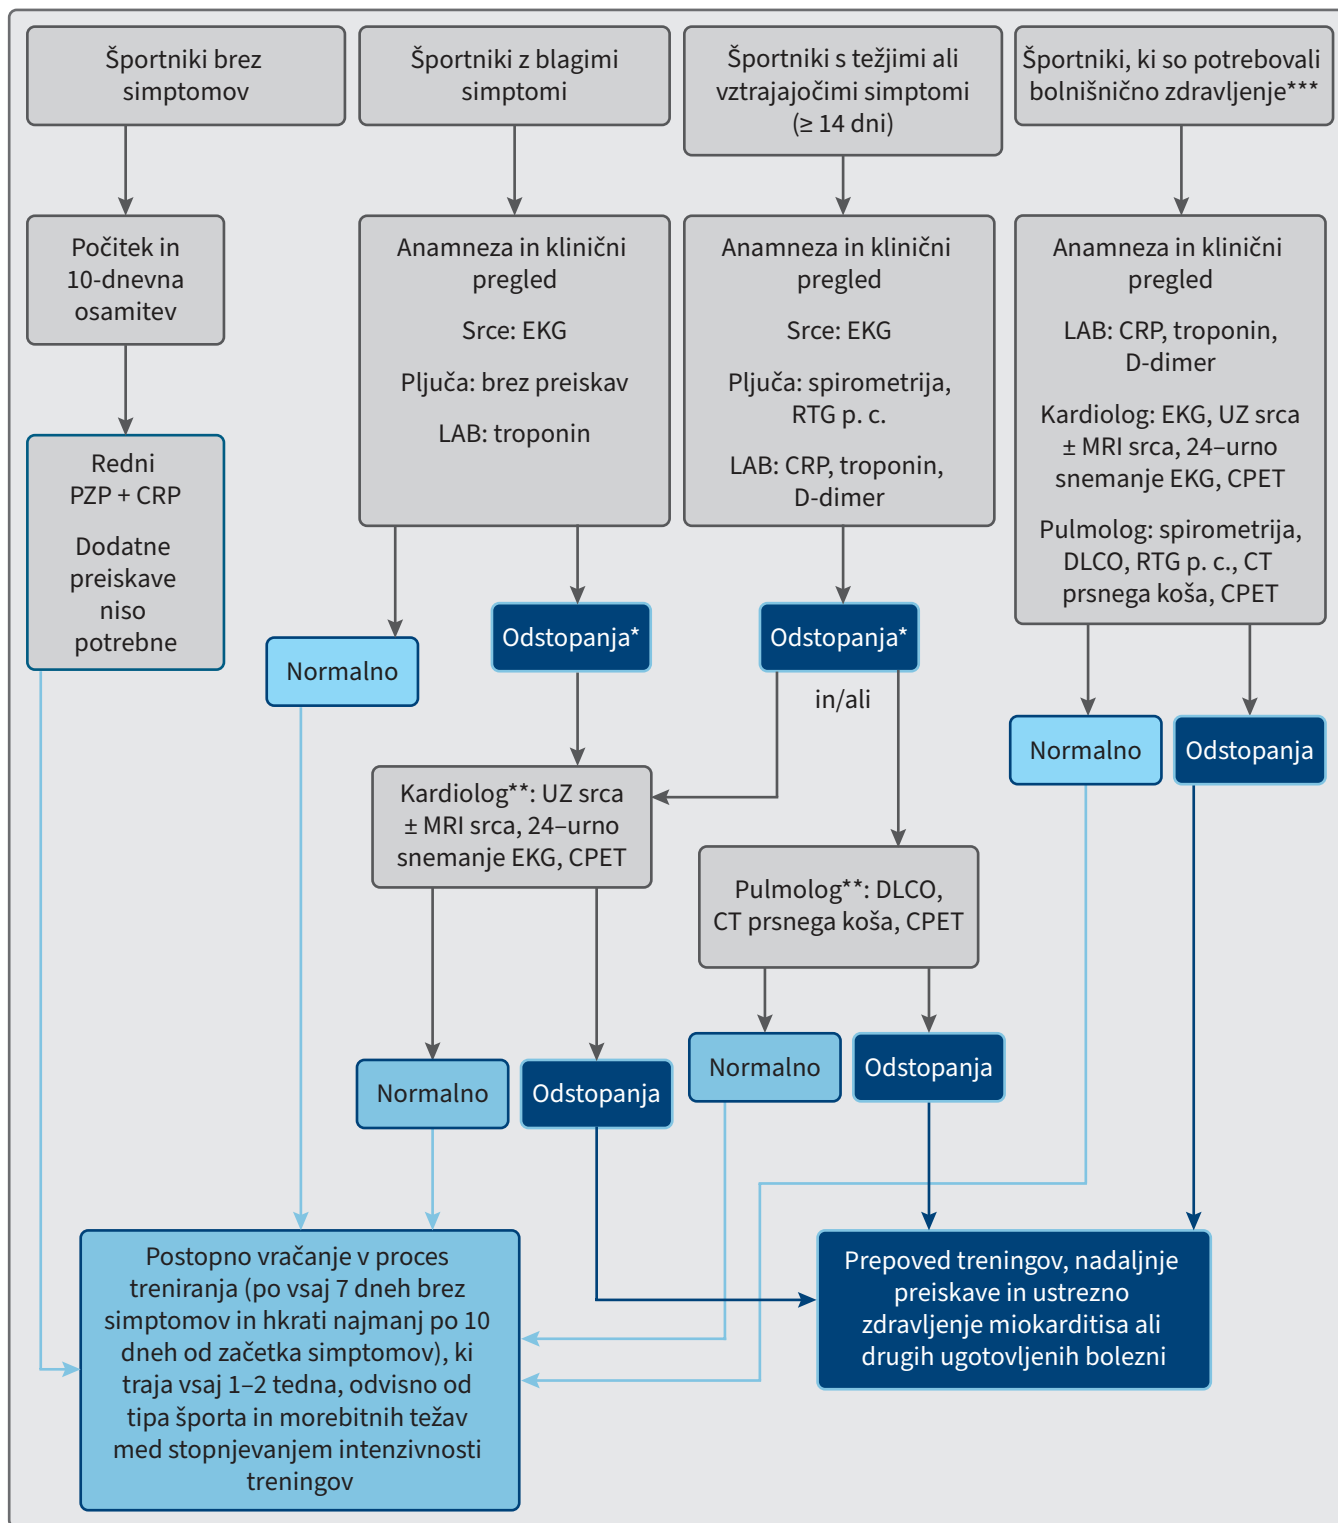 Športniki brez
simptomov
Športniki z blagimi
simptomi
Športniki s težjimi ali
vztrajajočimi simptomi
(≥ 14 dni)
Športniki, ki so potrebovali
bolnišnično zdravljenje***
Počitek in
10-dnevna
osamitev
Anamneza in klinični
pregled
Srce: EKG
Pljuča: brez preiskav
LAB: troponin
Anamneza in klinični
pregled
Srce: EKG
Pljuča: spirometrija,
RTG p. c.
LAB: CRP, troponin,
D-dimer
Anamneza in klinični
pregled
LAB: CRP, troponin,
D-dimer
Kardiolog: EKG, UZ srca
± MRI srca, 24–urno
snemanje EKG, CPET
Pulmolog: spirometrija,
DLCO, RTG p. c., CT
prsnega koša, CPET
Redni
PZP + CRP
Dodatne
preiskave
niso
potrebne
Normalno
Odstopanja*
Odstopanja*
in/ali
Normalno
Odstopanja
Kardiolog**: UZ srca
± MRI srca, 24–urno
snemanje EKG, CPET
Pulmolog**: DLCO,
CT prsnega koša, CPET
Normalno
Odstopanja
Normalno
Odstopanja
Postopno vračanje v proces
treniranja (po vsaj 7 dneh brez
simptomov in hkrati najmanj po 10
dneh od začetka simptomov), ki
traja vsaj 1–2 tedna, odvisno od
tipa športa in morebitnih težav
med stopnjevanjem intenzivnosti
treningov
Prepoved treningov, nadaljnje
preiskave in ustrezno
zdravljenje miokarditisa ali
drugih ugotovljenih bolezni